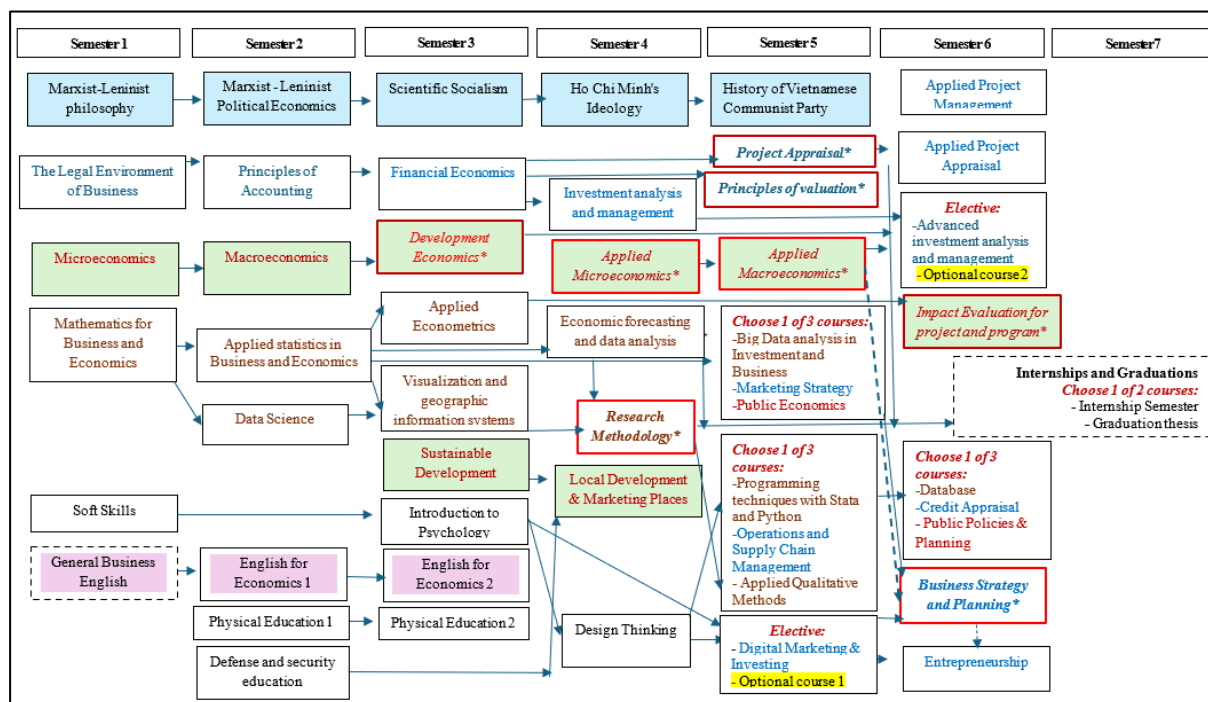 Semester 1
Semester 2
Semester 3
Semester 4
Semester 5
Semester 6
Semester7
Marxist-Leninist
philosophy
Marxist - Leninist
Political Economics
Scientific Socialism
Ho Chi Minh's
Ideology
History of Vietnamese
Communist Party
Applied Project
Management
The Legal Environment
of Business
Principles of
Accounting
Financial Economics
Investment analysis
and management
Project Appraisal*
Principles of valuation*
Applied Project
Appraisal
Elective:
-Advanced
investment analysis
and management
- Optional course 2
Microeconomics
Macroeconomics
Development
Economics*
Applied
Microeconomics*
Applied
Macroeconomics*
Impact Evaluation for
project and program*
Mathematics for
Business and
Economics
Applied statistics in
Business and Economics
Data Science
Applied
Econometrics
Visualization and
geographic
information systems
Economic forecasting
and data analysis
Research
Methodology*
Choose 1 of 3 courses:
-Big Data analysis in
Investment and
Business
-Marketing Strategy
-Public Economics
Internships and Graduations
Choose 1 of 2 courses:
- Internship Semester
- Graduation thesis
Sustainable
Development
Local Development
& Marketing Places
Choose 1 of 3
courses:
-Programming
techniques with Stata
and Python
-Operations and
Supply Chain
Management
- Applied Qualitative
Methods
Choose 1 of 3
courses:
-Database
-Credit Appraisal
- Public Policies &
Planning
Soft Skills
Introduction to
Psychology
General Business
English
English for
Economics 1
English for
Economics 2
Physical Education 1
Physical Education 2
Defense and security
education
Design Thinking
Elective:
- Digital Marketing &
Investing
- Optional course 1
Business Strategy
and Planning*
Entrepreneurship